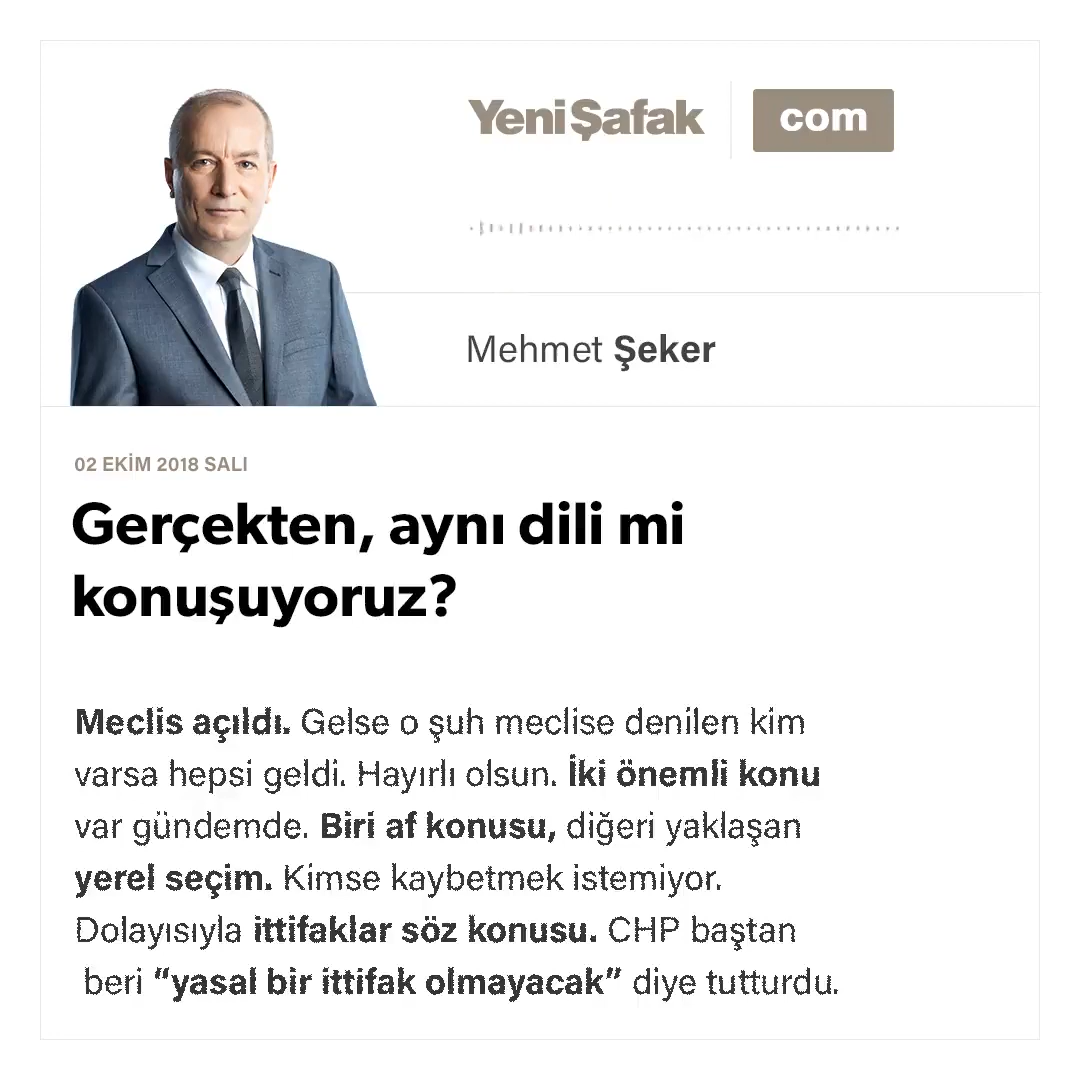 YeniŞafak com
Mehmet Şeker
02 EKİM 2018 SALI
Gerçekten, aynı dili mi
konuşuyoruz?
Meclis açıldı. Gelse o şuh meclise denilen kim
varsa hepsi geldi. Hayırlı olsun. İki önemli konu
var gündemde. Biri af konusu, diğeri yaklaşan
yerel seçim. Kimse kaybetmek istemiyor.
Dolayısıyla ittifaklar söz konusu. CHP baştan
beri “yasal bir ittifak olmayacak” diye tutturdu.